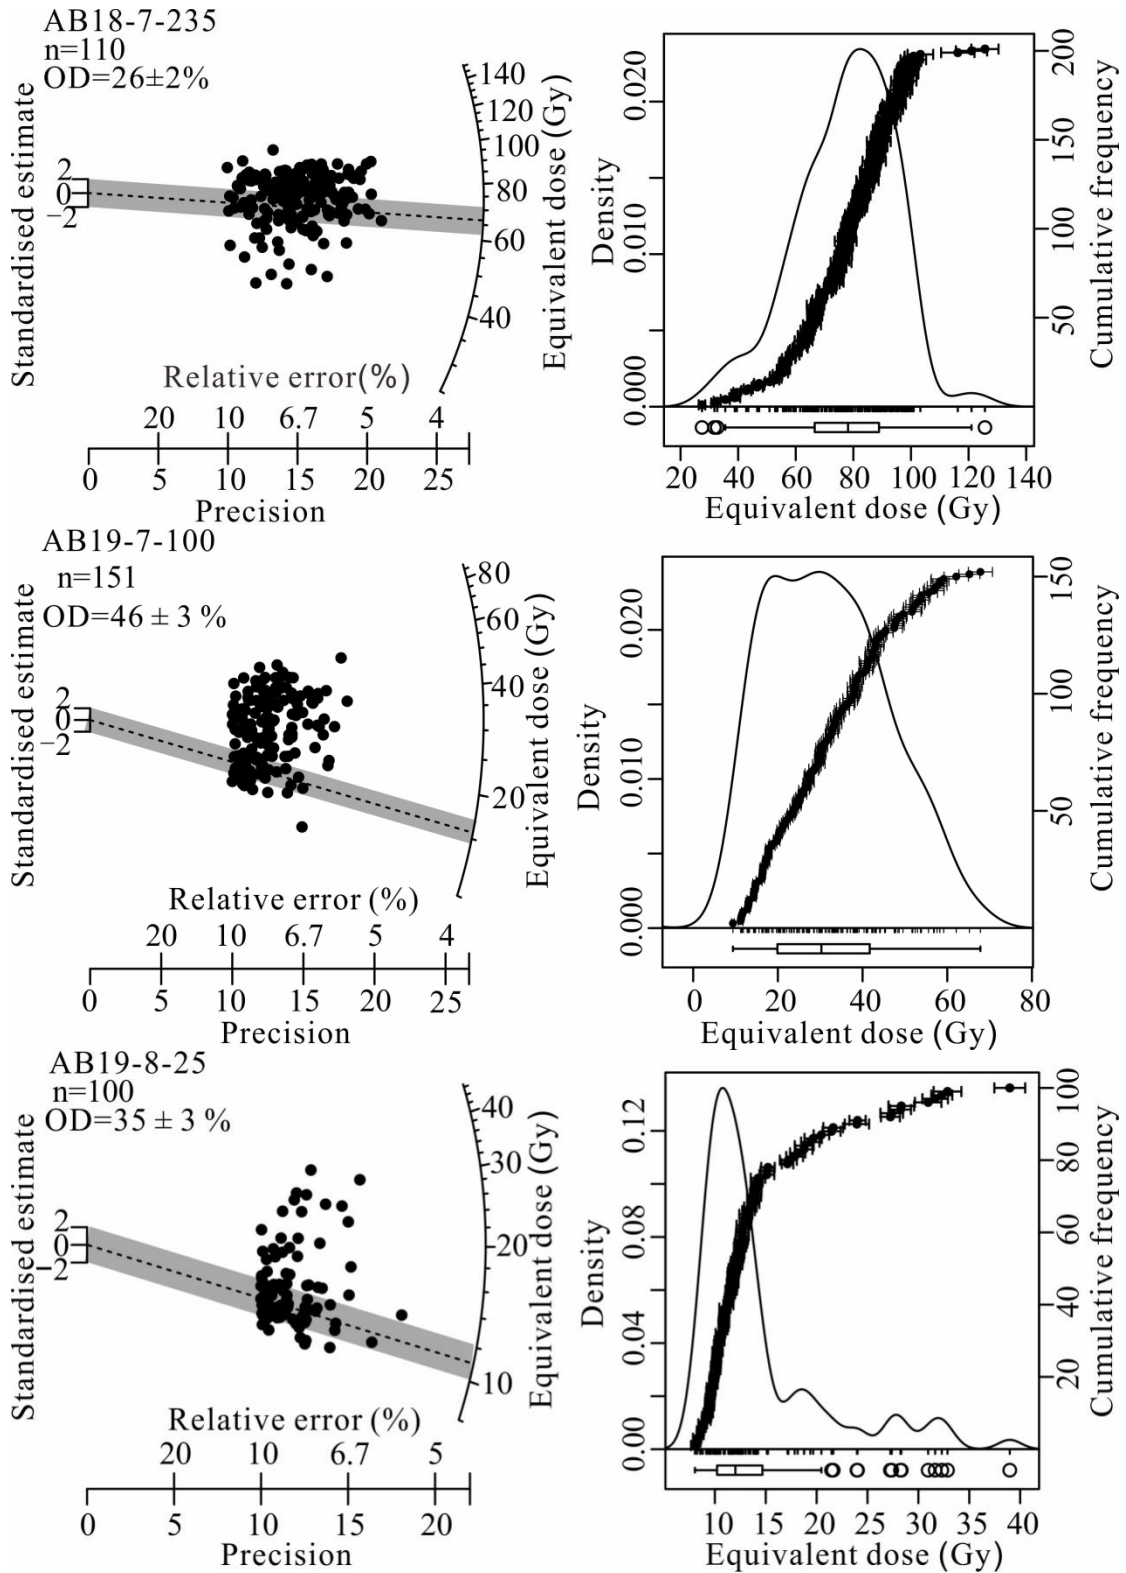 AB18-7-235
n=110
OD=26±2%
Standardised estimate
2
0
−2
140
120
100
80
60
40
Equivalent dose (Gy)
Relative error(%)
20 10 6.7 5 4
0 5 10 15 20 25
Precision
Density
0.000 0.010 0.020
Cumulative frequency
50 100 150 200
20 40 60 80 100 120 140
Equivalent dose (Gy)
AB19-7-100
n=151
OD=46 ± 3 %
Standardised estimate
2
0
−2
80
60
40
20
Equivalent dose (Gy)
Relative error (%)
20 10 6.7 5 4
0 5 10 15 20 25
Precision
Density
0.000 0.010 0.020
Cumulative frequency
50 100 150
0 20 40 60 80
Equivalent dose (Gy)
AB19-8-25
n=100
OD=35 ± 3 %
Standardised estimate
2
0
−2
40
30
20
10
Equivalent dose (Gy)
Relative error (%)
20 10 6.7 5
0 5 10 15 20
Precision
Density
0.00 0.04 0.08 0.12
Cumulative frequency
20 40 60 80 100
10 15 20 25 30 35 40
Equivalent dose (Gy)